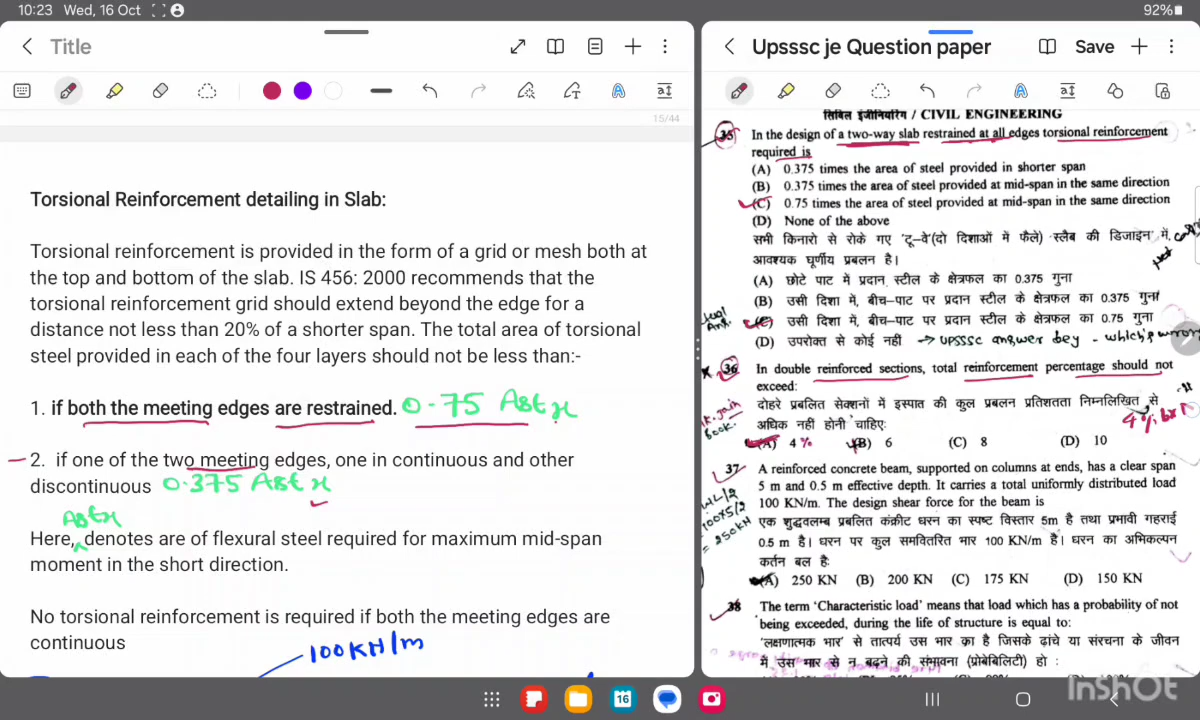 10:23 Wed, 16 Oct
92%
Title
15/44
Torsional Reinforcement detailing in Slab:
Torsional reinforcement is provided in the form of a grid or mesh both at
the top and bottom of the slab. IS 456: 2000 recommends that the
torsional reinforcement grid should extend beyond the edge for a
distance not less than 20% of a shorter span. The total area of torsional
steel provided in each of the four layers should not be less than:-
1. if both the meeting edges are restrained. 0.75 Astx
2. if one of the two meeting edges, one in continuous and other
discontinuous 0.375 Astx
Astx
Here, denotes are of flexural steel required for maximum mid-span
moment in the short direction.
No torsional reinforcement is required if both the meeting edges are
continuous
100KN/m
Upsssc je Question paper
Save
सिविल इंजीनियरिंग / CIVIL ENGINEERING
35 In the design of a two-way slab restrained at all edges torsional reinforcement
required is
(A) 0.375 times the area of steel provided in shorter span
(B) 0.375 times the area of steel provided at mid-span in the same direction
(C) 0.75 times the area of steel provided at mid-span in the same direction
(D) None of the above
सभी किनारो से रोके गए 'टू-वे'(दो दिशाओं में फैले) स्लैब की डिजाइन में,
आवश्यक घूर्णीय प्रबलन है।
(A) छोटे पाट में प्रदान स्टील के क्षेत्रफल का 0.375 गुना
(B) उसी दिशा में, बीच-पाट पर प्रदान स्टील के क्षेत्रफल का 0.375 गुना
(C) उसी दिशा में, बीच-पाट पर प्रदान स्टील के क्षेत्रफल का 0.75 गुना
(D) उपरोक्त से कोई नहीं → UPSSSC answer key - which's wrong
36 In double reinforced sections, total reinforcement percentage should not
exceed:
दोहरे प्रबलित सेक्शनों में इस्पात की कुल प्रबलन प्रतिशतता निम्नलिखित से
अधिक नहीं होनी चाहिए:
R.K. Jain
Book.
(A) 4 % (B) 6 (C) 8 (D) 10
37 A reinforced concrete beam, supported on columns at ends, has a clear span
5 m and 0.5 m effective depth. It carries a total uniformly distributed load
100 KN/m. The design shear force for the beam is
WL/2
100x5/2
= 250KN
एक शुद्धवलम्ब प्रबलित कंक्रीट धरन का स्पष्ट विस्तार 5m है तथा प्रभावी गहराई
0.5 m है। धरन पर कुल समवितरित भार 100 KN/m है। धरन का अभिकल्पन
कर्तन बल है:
(A) 250 KN (B) 200 KN (C) 175 KN (D) 150 KN
38 The term 'Characteristic load' means that load which has a probability of not
being exceeded, during the life of structure is equal to:
'लक्षणात्मक भार' से तात्पर्य उस भार का है जिसके ढांचे या संरचना के जीवन
में उस भार से न बढ़ने की संभावना (प्रोबेबिलिटी) हो :
16
InShOt